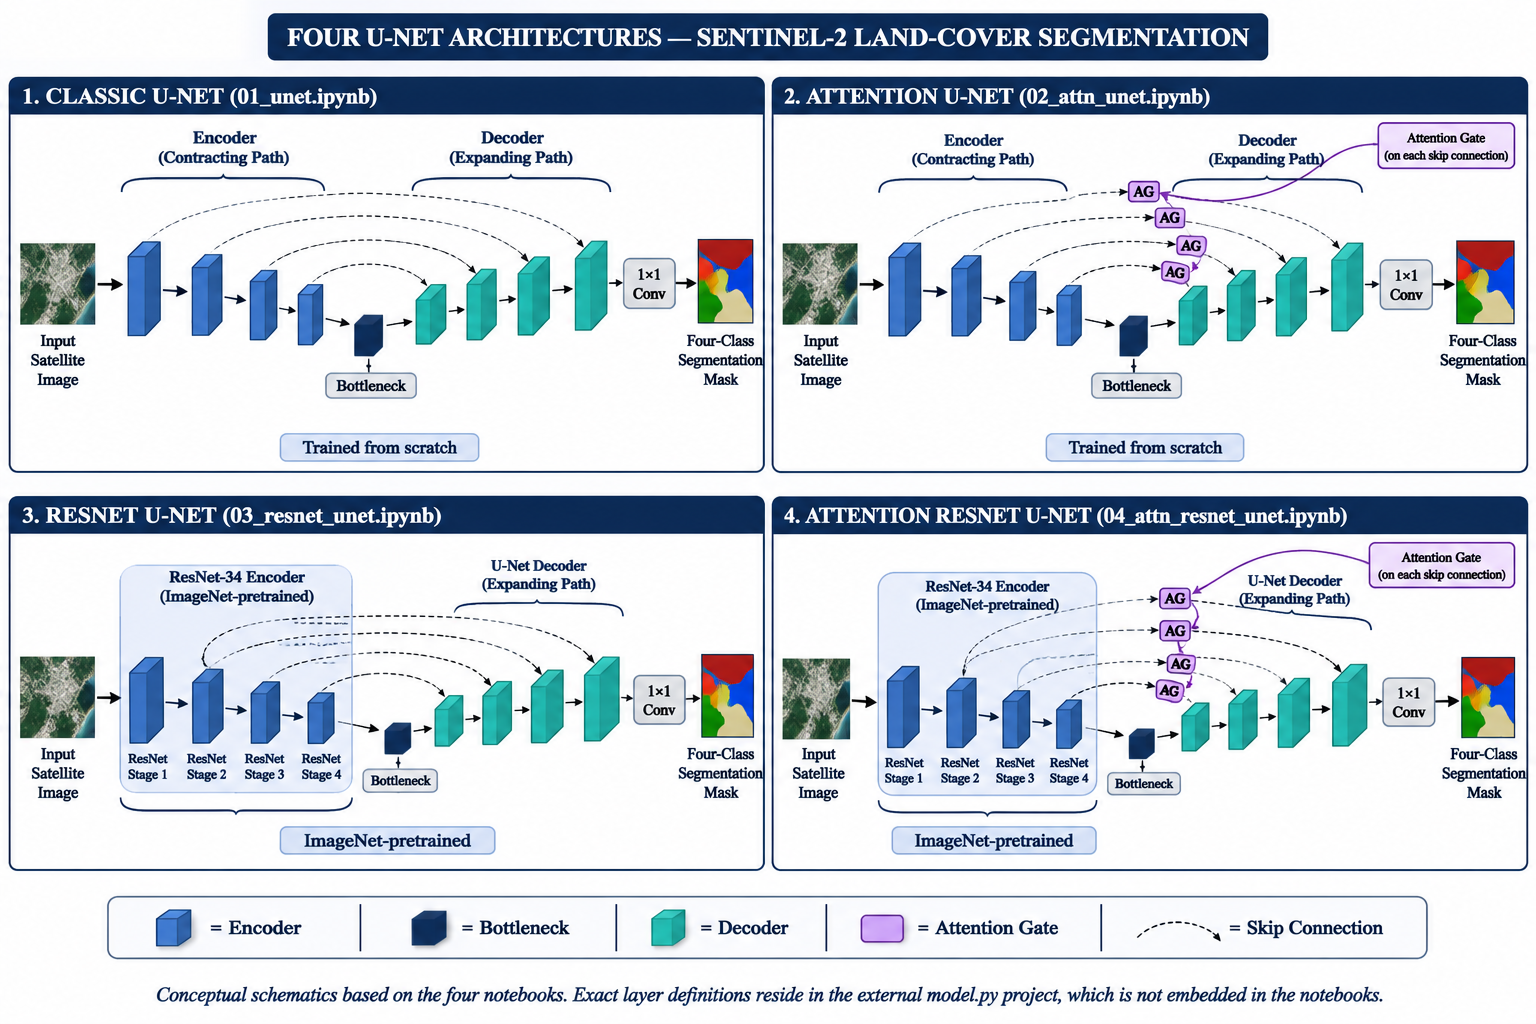 FOUR U-NET ARCHITECTURES — SENTINEL-2 LAND-COVER SEGMENTATION
1. CLASSIC U-NET (01_unet.ipynb)
Encoder
(Contracting Path)
Decoder
(Expanding Path)
Input
Satellite
Image
Bottleneck
1×1
Conv
Four-Class
Segmentation
Mask
Trained from scratch
2. ATTENTION U-NET (02_attn_unet.ipynb)
Encoder
(Contracting Path)
Decoder
(Expanding Path)
Attention Gate
(on each skip connection)
AG
AG
AG
AG
Input
Satellite
Image
Bottleneck
1×1
Conv
Four-Class
Segmentation
Mask
Trained from scratch
3. RESNET U-NET (03_resnet_unet.ipynb)
ResNet-34 Encoder
(ImageNet-pretrained)
U-Net Decoder
(Expanding Path)
Input
Satellite
Image
ResNet
Stage 1
ResNet
Stage 2
ResNet
Stage 3
ResNet
Stage 4
Bottleneck
1×1
Conv
Four-Class
Segmentation
Mask
ImageNet-pretrained
4. ATTENTION RESNET U-NET (04_attn_resnet_unet.ipynb)
ResNet-34 Encoder
(ImageNet-pretrained)
U-Net Decoder
(Expanding Path)
Attention Gate
(on each skip connection)
AG
AG
AG
AG
Input
Satellite
Image
ResNet
Stage 1
ResNet
Stage 2
ResNet
Stage 3
ResNet
Stage 4
Bottleneck
1×1
Conv
Four-Class
Segmentation
Mask
ImageNet-pretrained
= Encoder
= Bottleneck
= Decoder
= Attention Gate
= Skip Connection
Conceptual schematics based on the four notebooks. Exact layer definitions reside in the external model.py project, which is not embedded in the notebooks.